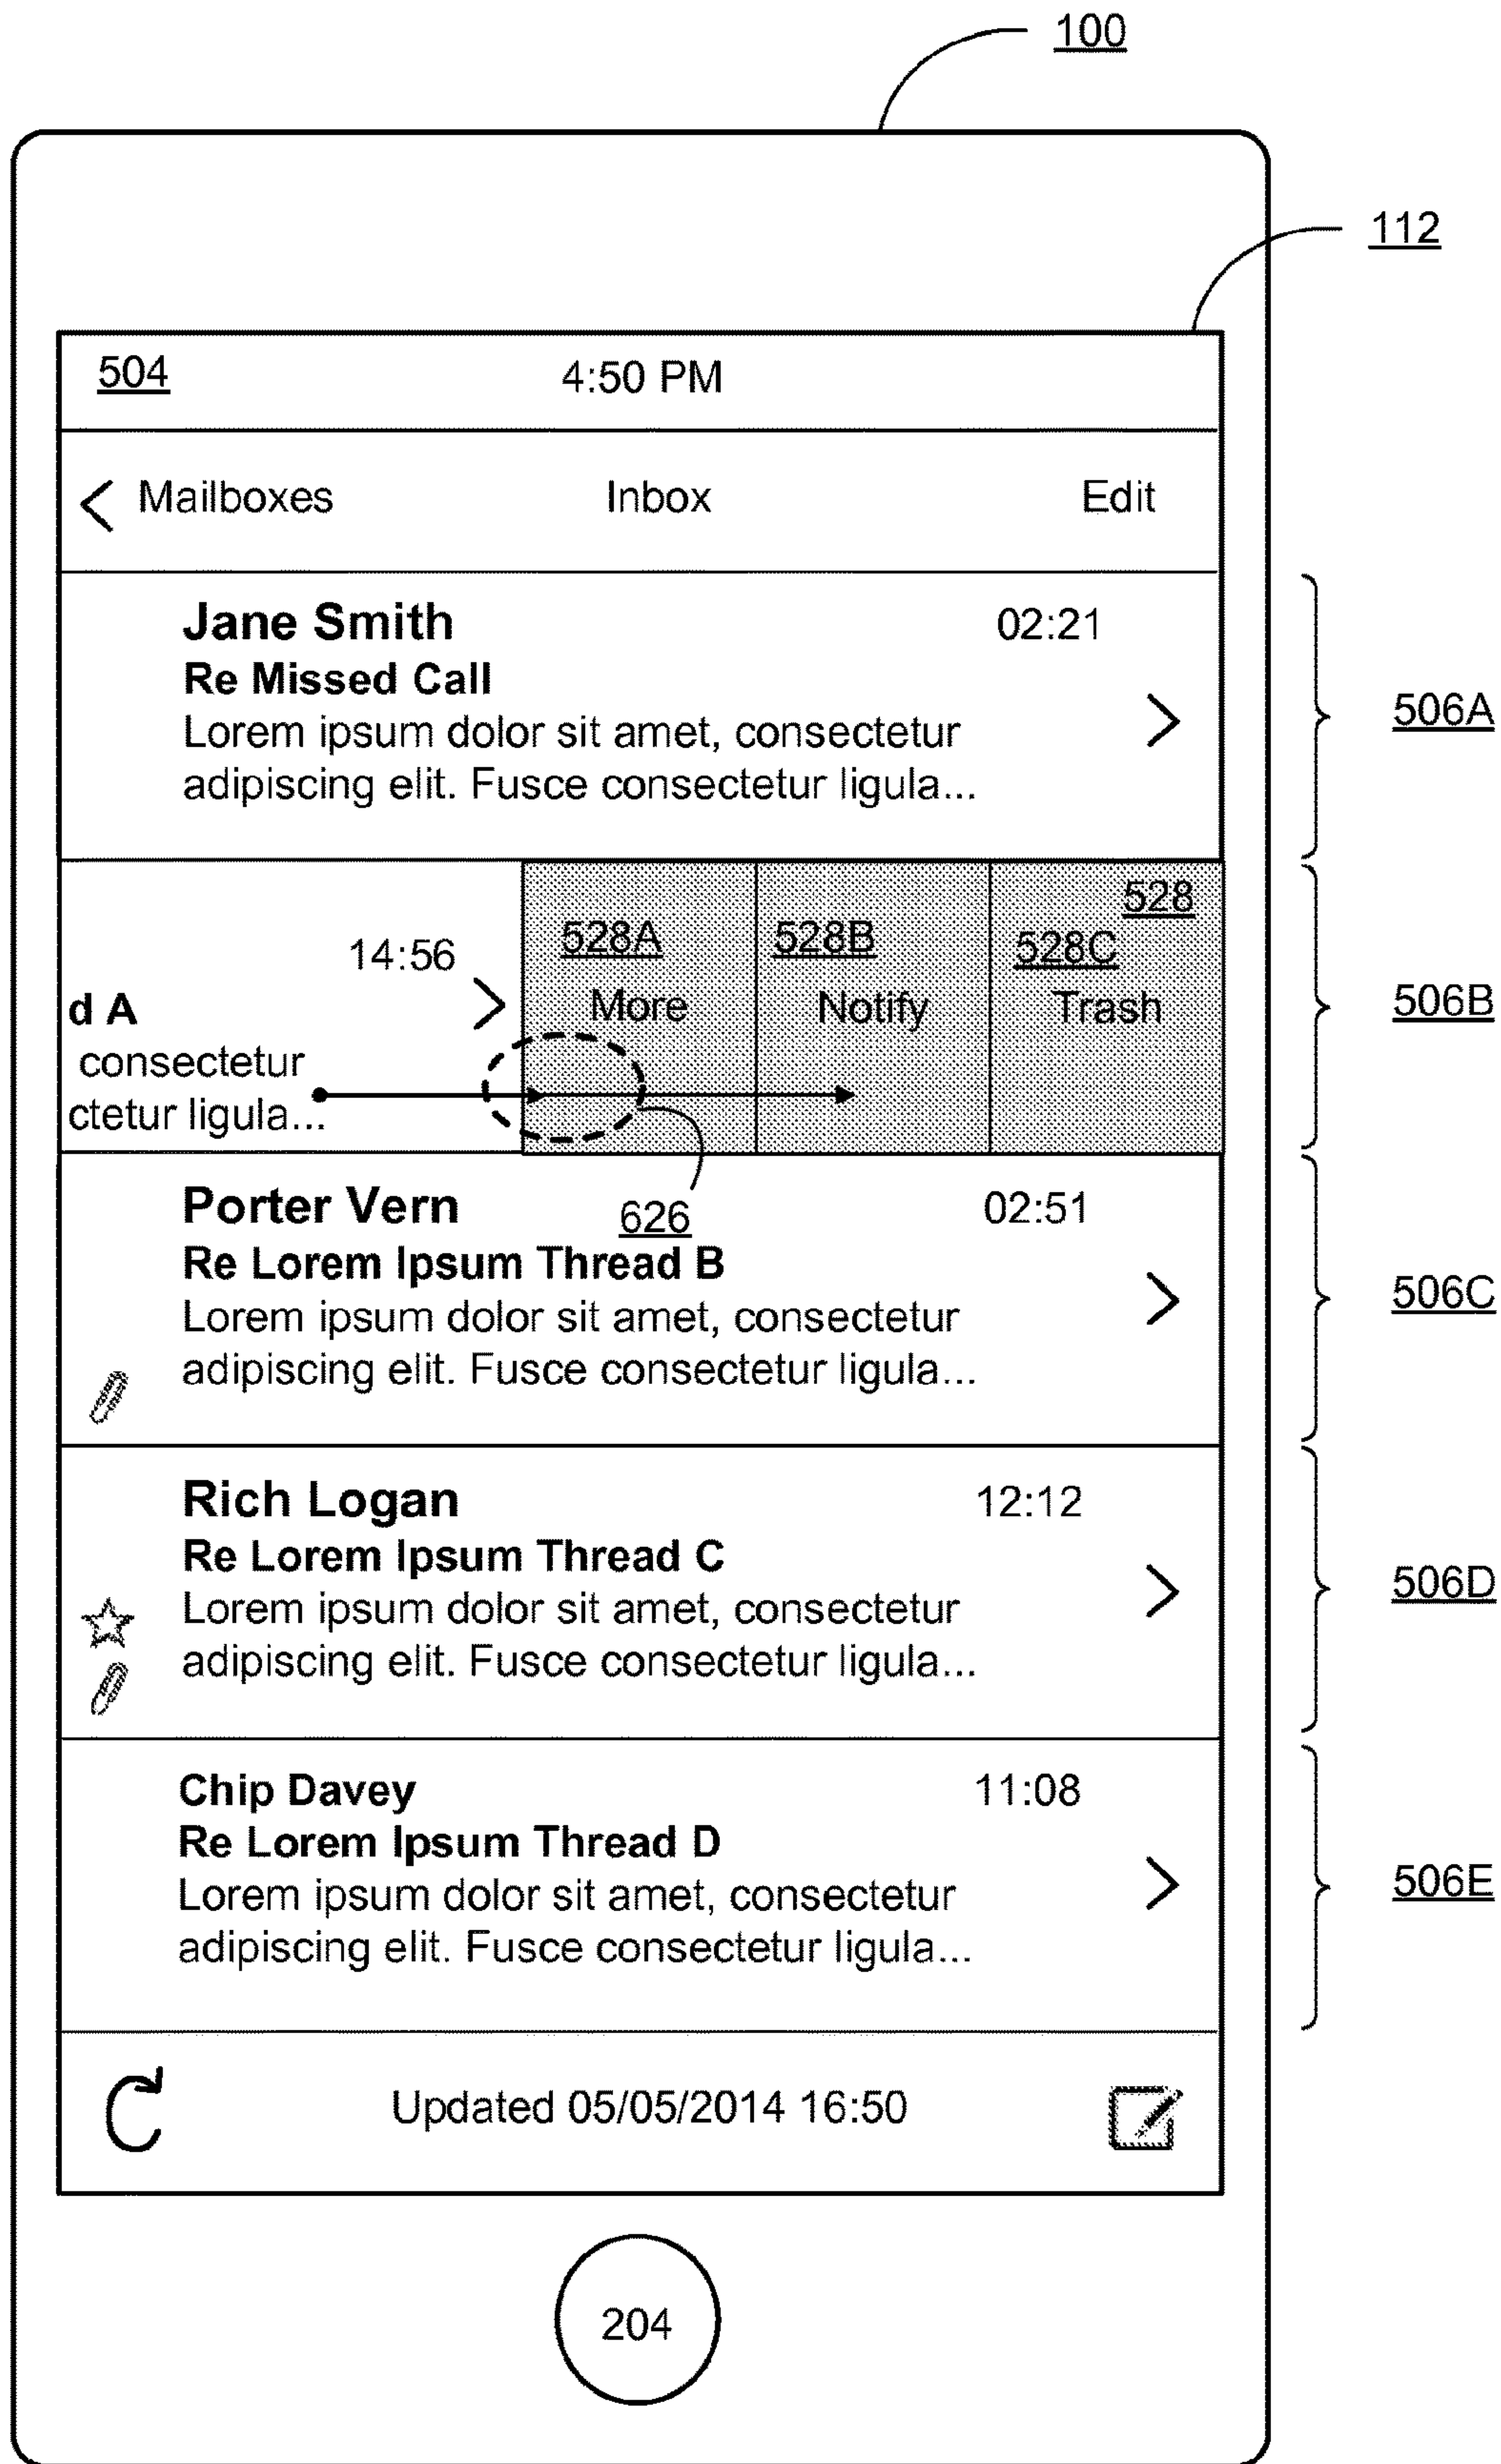 100
112
504 4:50 PM
< Mailboxes Inbox Edit
Jane Smith 02:21
Re Missed Call
Lorem ipsum dolor sit amet, consectetur
adipiscing elit. Fusce consectetur ligula...
506A
528
14:56 528A 528B 528C
d A More Notify Trash
506B
consectetur
ctetur ligula...
Porter Vern 02:51
626
Re Lorem Ipsum Thread B
Lorem ipsum dolor sit amet, consectetur
adipiscing elit. Fusce consectetur ligula...
506C
Rich Logan 12:12
Re Lorem Ipsum Thread C
Lorem ipsum dolor sit amet, consectetur
adipiscing elit. Fusce consectetur ligula...
506D
Chip Davey 11:08
Re Lorem Ipsum Thread D
Lorem ipsum dolor sit amet, consectetur
adipiscing elit. Fusce consectetur ligula...
506E
Updated 05/05/2014 16:50
204